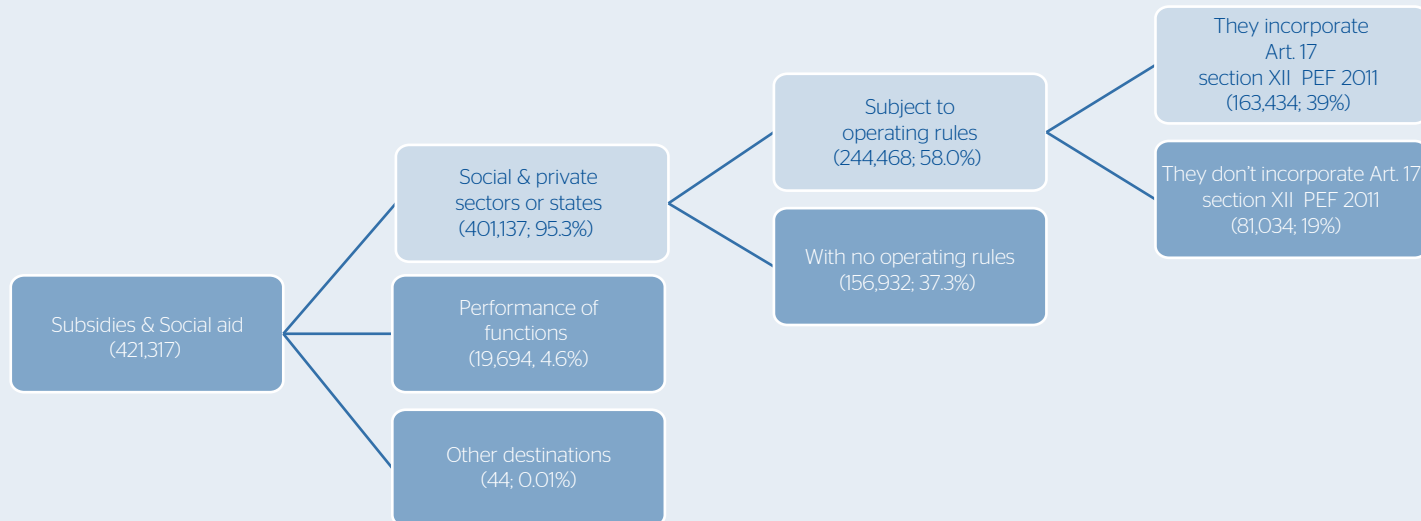 Subsidies & Social aid
(421,317)
Social & private
sectors or states
(401,137; 95.3%)
Performance of
functions
(19,694, 4.6%)
Other destinations
(44; 0.01%)
Subject to
operating rules
(244,468; 58.0%)
With no operating rules
(156,932; 37.3%)
They incorporate
Art. 17
section XII PEF 2011
(163,434; 39%)
They don't incorporate Art. 17
section XII PEF 2011
(81,034; 19%)